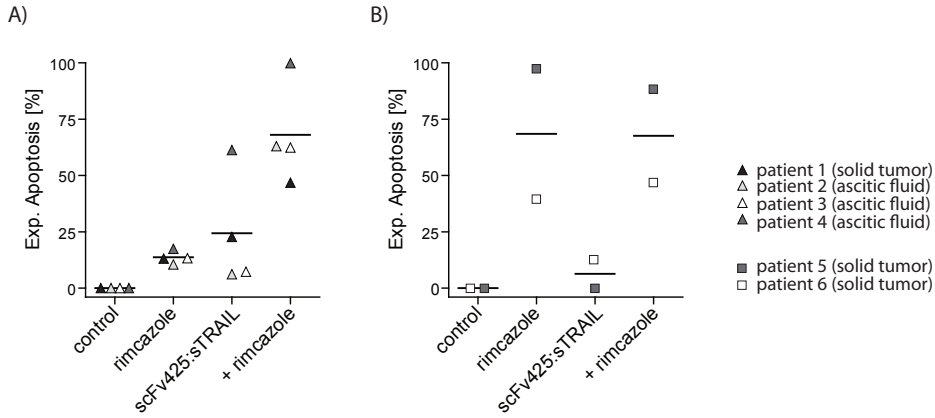 A)
B)
Exp. Apoptosis [%]
100
75
50
25
0
control
rimcazole
scFv425:sTRAIL
+ rimcazole
Exp. Apoptosis [%]
100
75
50
25
0
control
rimcazole
scFv425:sTRAIL
+ rimcazole
patient 1 (solid tumor)
patient 2 (ascitic fluid)
patient 3 (ascitic fluid)
patient 4 (ascitic fluid)
patient 5 (solid tumor)
patient 6 (solid tumor)